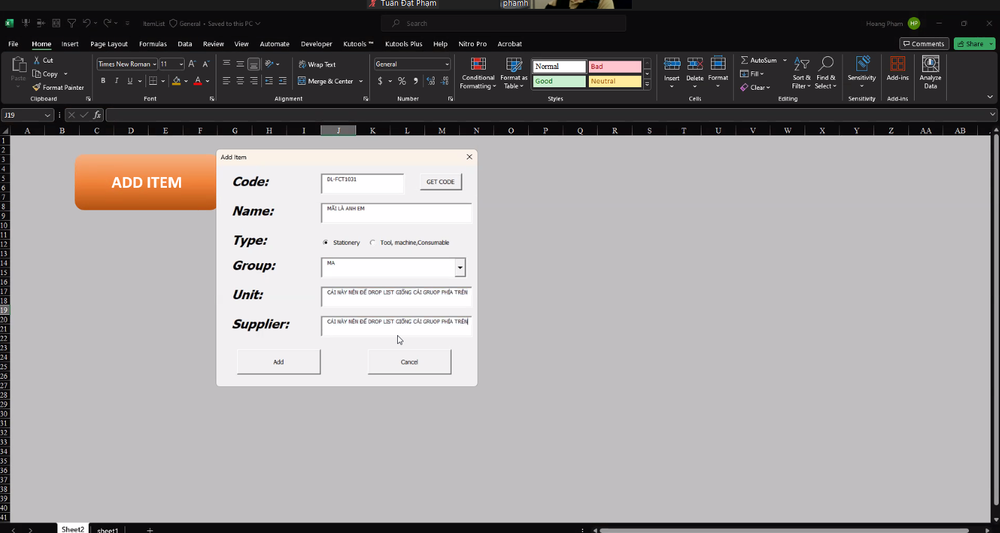 Tuấn Đạt Phạm
phamh
ItemList
General • Saved to this PC
Search
Hoang Pham
HP
File
Home
Insert
Page Layout
Formulas
Data
Review
View
Automate
Developer
Kutools ™
Kutools Plus
Help
Nitro Pro
Acrobat
Comments
Share
Paste
Cut
Copy
Format Painter
Clipboard
Times New Roman
11
A
A
B
I
U
A
Font
Wrap Text
Merge & Center
Alignment
General
$ % ,
Number
Conditional Formatting
Format as Table
Normal
Bad
Good
Neutral
Styles
Insert
Delete
Format
Cells
AutoSum
Fill
Clear
Sort & Filter
Find & Select
Editing
Sensitivity
Sensitivity
Add-ins
Add-ins
Analyze Data
J19
fx
A B C D E F G H I J K L M N O P Q R S T U V W X Y Z AA AB
1
2
3
4
5
6
7
8
9
10
11
12
13
14
15
16
17
18
19
20
21
22
23
24
25
26
27
28
29
30
31
32
33
34
35
36
37
38
39
40
41
ADD ITEM
Add Item
Code:
DL-FCT1031
GET CODE
Name:
MÃI LÀ ANH EM
Type:
Stationery
Tool, machine,Consumable
Group:
MA
Unit:
CÁI NÀY NÊN ĐỂ DROP LIST GIỐNG CÁI GRUOP PHÍA TRÊN
Supplier:
CÁI NÀY NÊN ĐỂ DROP LIST GIỐNG CÁI GRUOP PHÍA TRÊN
Add
Cancel
Sheet2
sheet1